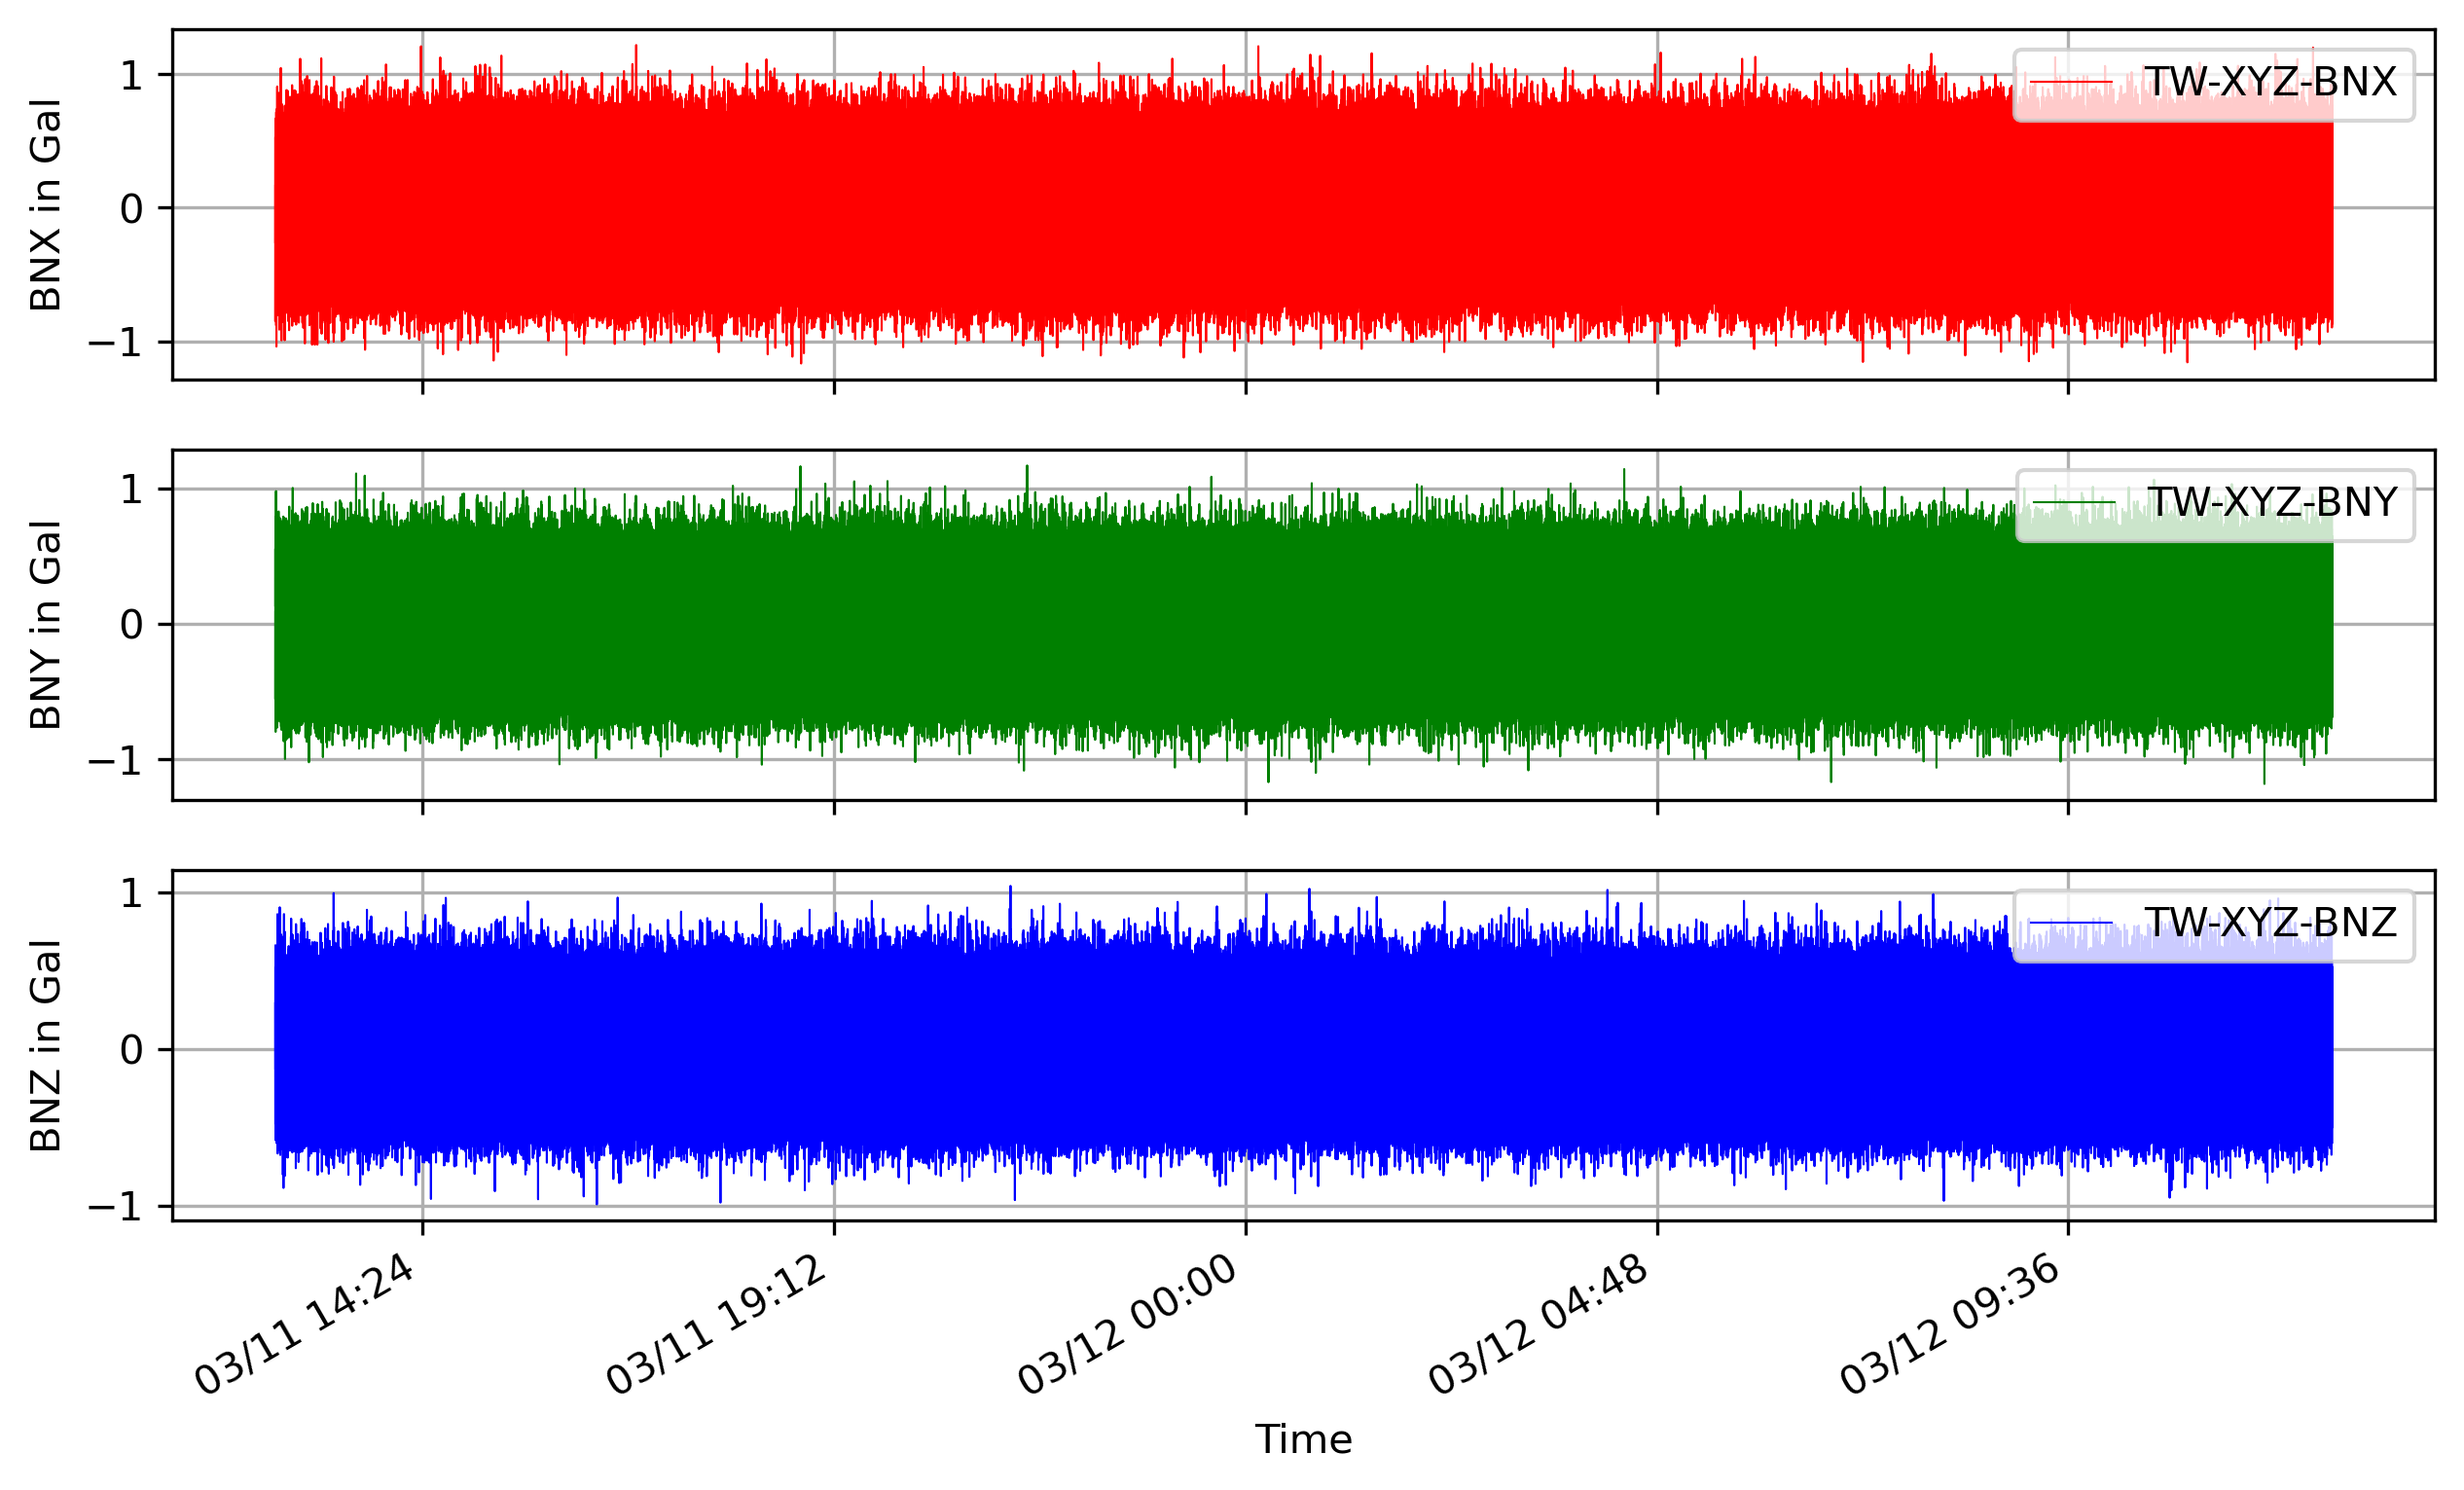 BNX in Gal
1
0
−1
TW-XYZ-BNX
BNY in Gal
1
0
−1
TW-XYZ-BNY
BNZ in Gal
1
0
−1
TW-XYZ-BNZ
03/11 14:24
03/11 19:12
03/12 00:00
03/12 04:48
03/12 09:36
Time